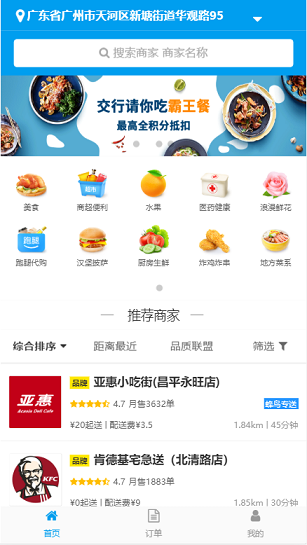 广东省广州市天河区新塘街道华观路95
搜索商家 商家名称
交行请你吃霸王餐
最高全积分抵扣
超市
美食 商超便利 水果 医药健康 浪漫鲜花
跑腿
跑腿代购 汉堡披萨 厨房生鲜 炸鸡炸串 地方菜系
推荐商家
综合排序 距离最近 品质联盟 筛选
亚惠
Acasia Deli Cafe
品牌 亚惠小吃街(昌平永旺店)
4.7 月售3632单 蜂鸟专送
¥20起送 | 配送费¥3.5 1.84km | 45分钟
KFC
品牌 肯德基宅急送（北清路店）
4.7 月售1883单
¥0起送 | 配送费¥9 1.85km | 30分钟
首页 订单 我的